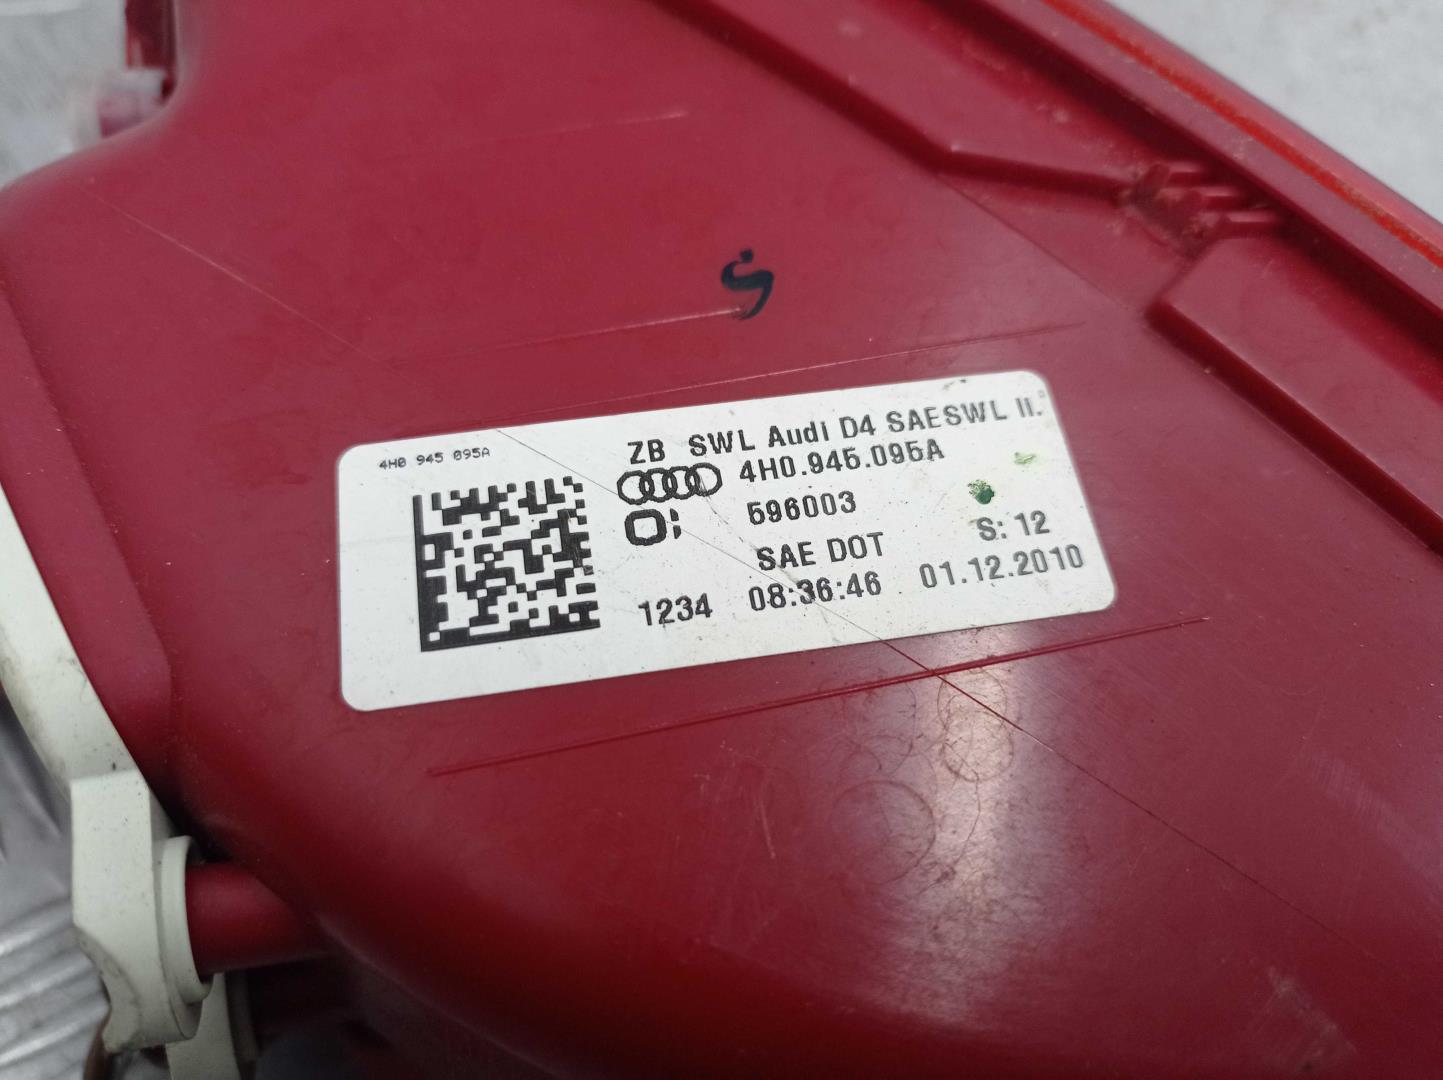 S
4H0 945 095A
ZB SWL Audi D4 SAESWL II.
4H0.945.095A
596003
SAE DOT
S: 12
1234 08:36:46 01.12.2010